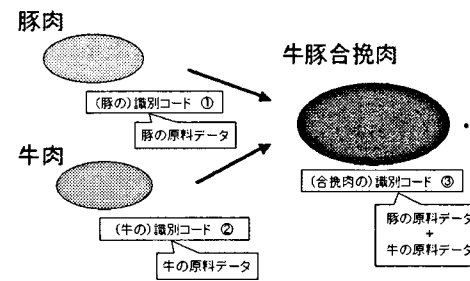 豚肉
(豚の)識別コード ①
豚の原料データ
牛肉
(牛の)識別コード ②
牛の原料データ
牛豚合挽肉
(合挽肉の)識別コード ③
豚の原料データ
+
牛の原料データ